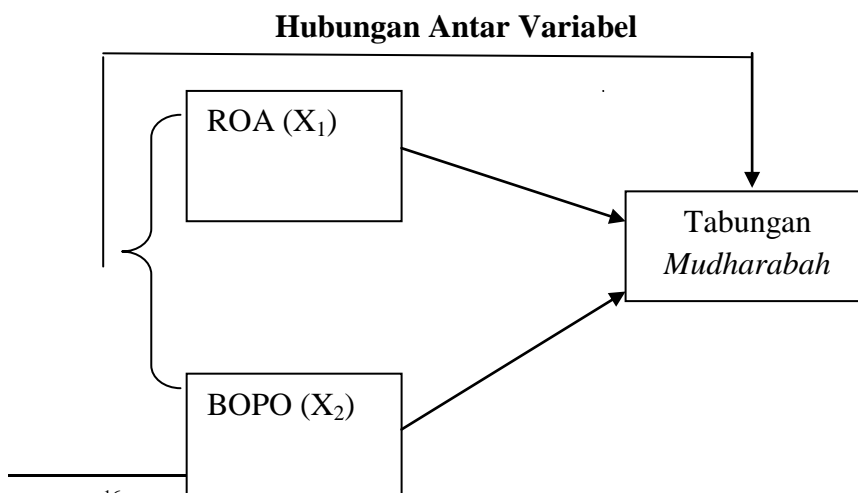 Hubungan Antar Variabel
ROA (X₁)
Tabungan
Mudharabah
BOPO (X₂)